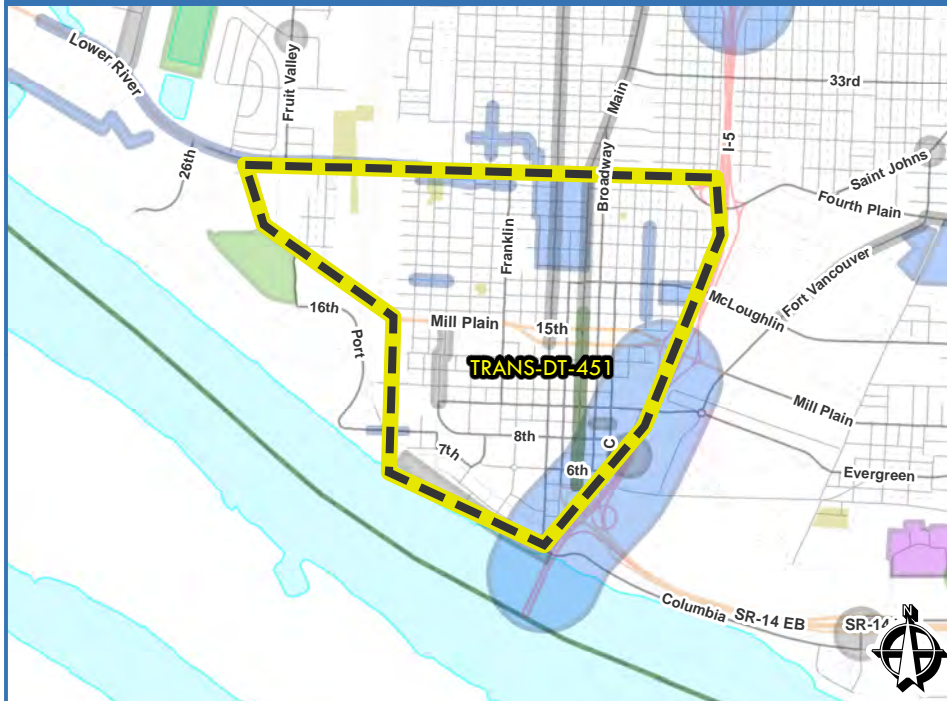 Lower River
Fruit Valley
26th
33rd
Main
Broadway
I-5
Saint Johns
Fourth Plain
Franklin
Fort Vancouver
McLoughlin
16th
Port
Mill Plain
15th
TRANS-DT-451
Mill Plain
8th
C
7th
6th
Evergreen
Columbia
SR-14 EB
SR-14
N